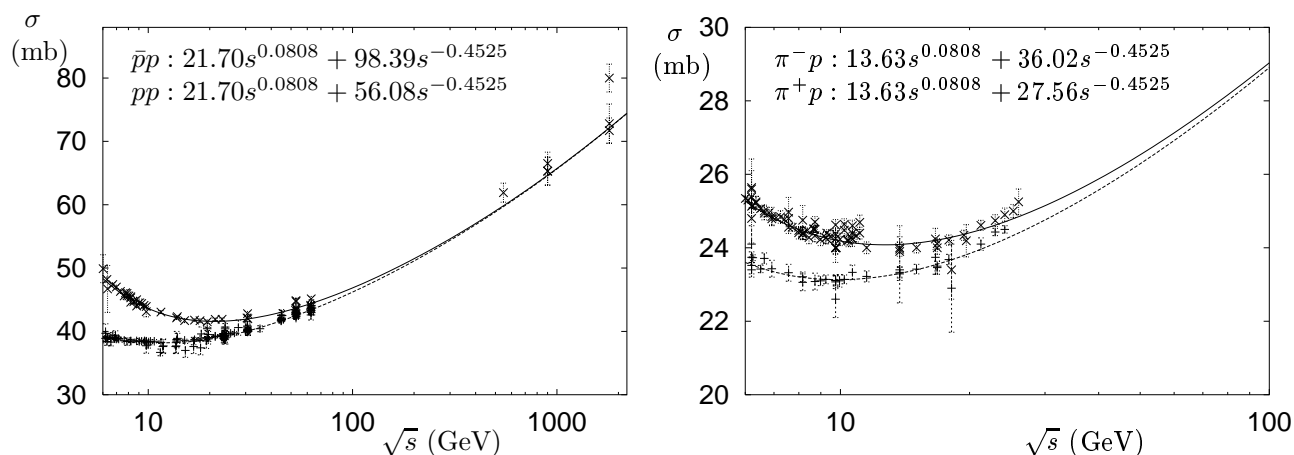 σ
(mb)
p̄p : 21.70s^0.0808 + 98.39s^−0.4525
pp : 21.70s^0.0808 + 56.08s^−0.4525
80
70
60
50
40
30
10 100 1000
√s (GeV)
σ
(mb)
π⁻p : 13.63s^0.0808 + 36.02s^−0.4525
π⁺p : 13.63s^0.0808 + 27.56s^−0.4525
30
28
26
24
22
20
10 100
√s (GeV)